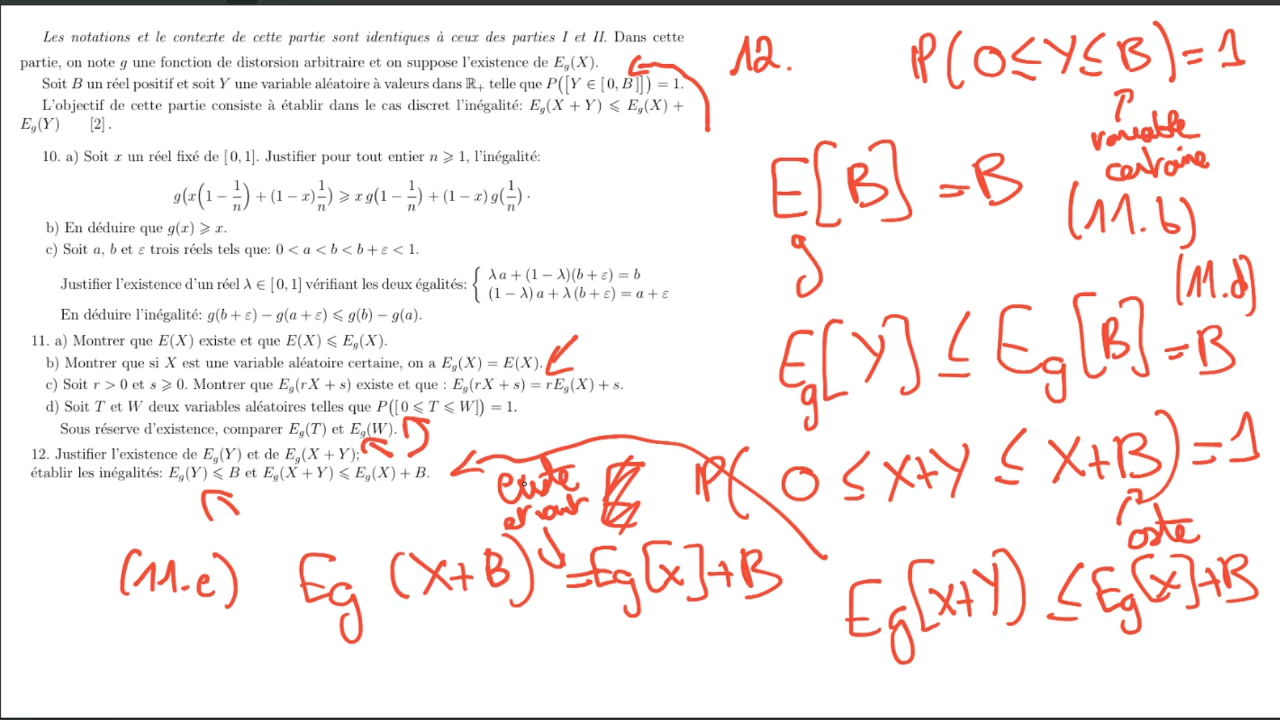 Les notations et le contexte de cette partie sont identiques à ceux des parties I et II. Dans cette
partie, on note g une fonction de distorsion arbitraire et on suppose l'existence de E_g(X).
Soit B un réel positif et soit Y une variable aléatoire à valeurs dans ℝ₊ telle que P([Y ∈ [0, B]]) = 1.
L'objectif de cette partie consiste à établir dans le cas discret l'inégalité: E_g(X + Y) ⩽ E_g(X) +
E_g(Y) [2].
10. a) Soit x un réel fixé de [0, 1]. Justifier pour tout entier n ⩾ 1, l'inégalité:
g(x(1 − 1/n) + (1 − x)1/n) ⩾ x g(1 − 1/n) + (1 − x) g(1/n).
b) En déduire que g(x) ⩾ x.
c) Soit a, b et ε trois réels tels que: 0 < a < b < b + ε < 1.
Justifier l'existence d'un réel λ ∈ [0, 1] vérifiant les deux égalités: { λ a + (1 − λ)(b + ε) = b
(1 − λ) a + λ (b + ε) = a + ε
En déduire l'inégalité: g(b + ε) − g(a + ε) ⩽ g(b) − g(a).
11. a) Montrer que E(X) existe et que E(X) ⩽ E_g(X).
b) Montrer que si X est une variable aléatoire certaine, on a E_g(X) = E(X).
c) Soit r > 0 et s ⩾ 0. Montrer que E_g(rX + s) existe et que : E_g(rX + s) = rE_g(X) + s.
d) Soit T et W deux variables aléatoires telles que P([0 ⩽ T ⩽ W]) = 1.
Sous réserve d'existence, comparer E_g(T) et E_g(W).
12. Justifier l'existence de E_g(Y) et de E_g(X + Y);
établir les inégalités: E_g(Y) ⩽ B et E_g(X + Y) ⩽ E_g(X) + B.
12. P(0 ≤ Y ≤ B) = 1
variable
certaine
E_g[B] = B (11.b)
(11.d)
E_g[Y] ≤ E_g[B] = B
P(0 ≤ X+Y ≤ X+B) = 1
existe
et vaut
cste
(11.c) E_g(X+B) = E_g[X]+B
E_g[X+Y) ≤ E_g[X]+B